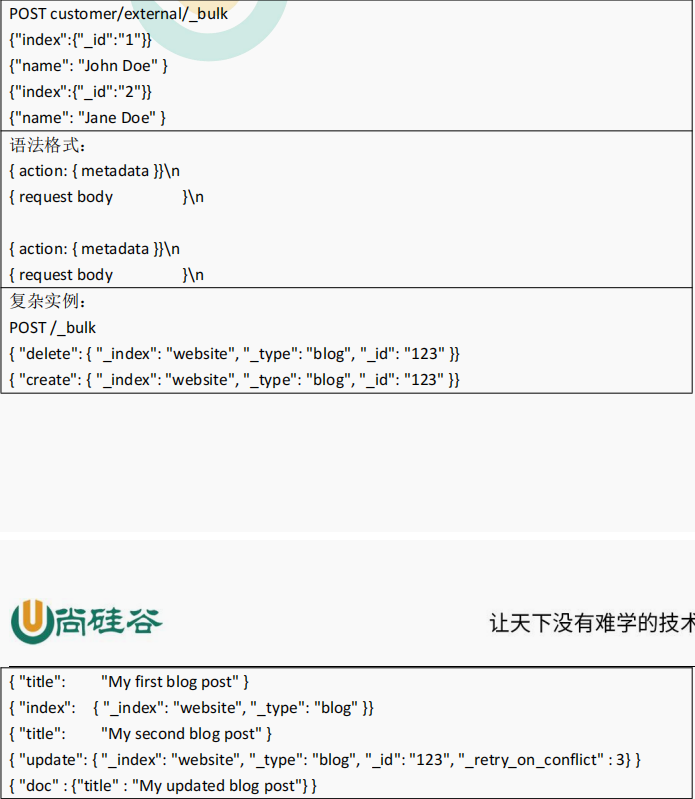 POST customer/external/_bulk
{"index":{"_id":"1"}}
{"name": "John Doe" }
{"index":{"_id":"2"}}
{"name": "Jane Doe" }
语法格式：
{ action: { metadata }}\n
{ request body }\n
{ action: { metadata }}\n
{ request body }\n
复杂实例：
POST /_bulk
{ "delete": { "_index": "website", "_type": "blog", "_id": "123" }}
{ "create": { "_index": "website", "_type": "blog", "_id": "123" }}
尚硅谷 让天下没有难学的技术
{ "title": "My first blog post" }
{ "index": { "_index": "website", "_type": "blog" }}
{ "title": "My second blog post" }
{ "update": { "_index": "website", "_type": "blog", "_id": "123", "_retry_on_conflict" : 3} }
{ "doc" : {"title" : "My updated blog post"} }